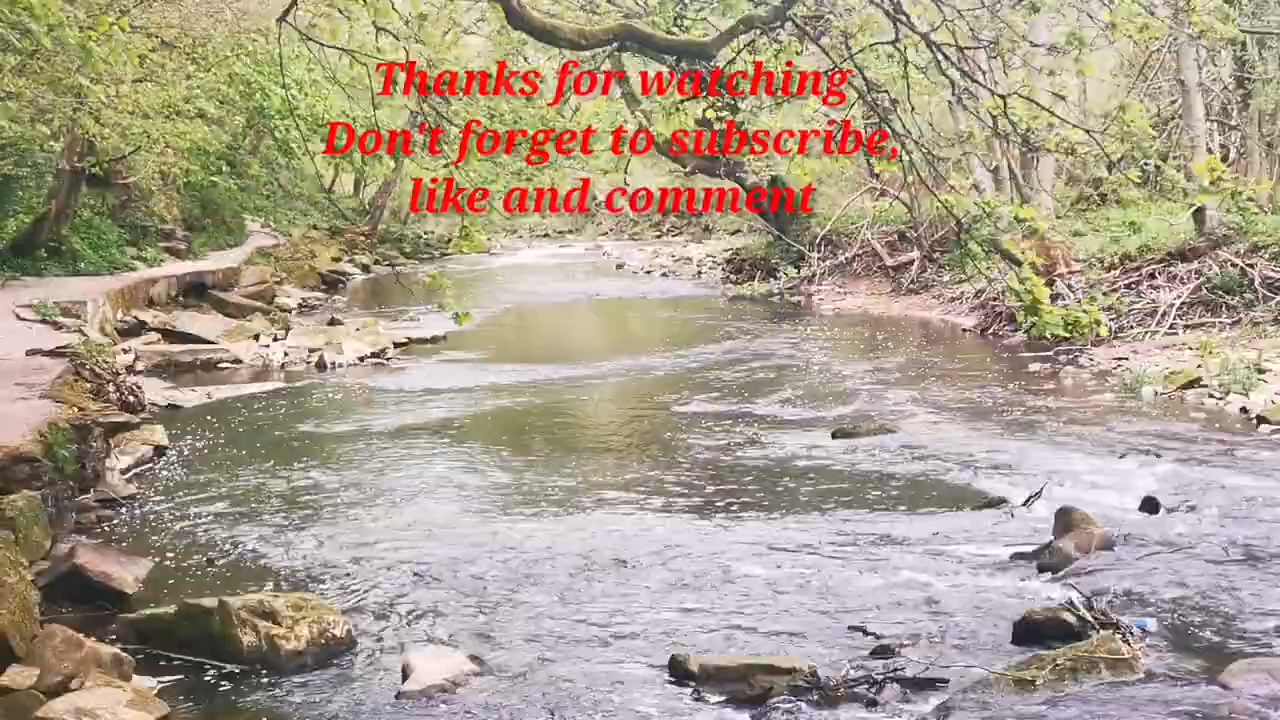 Thanks for watching
Don't forget to subscribe,
like and comment